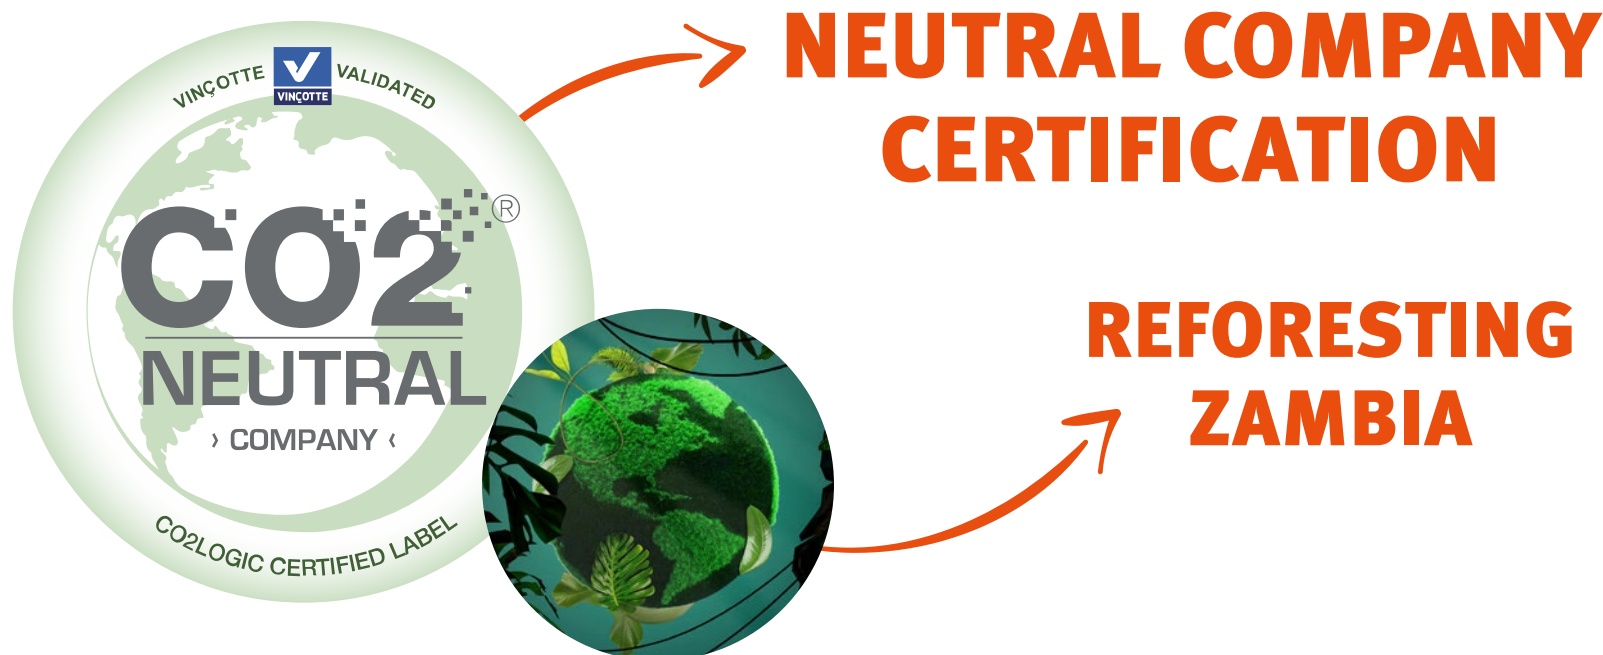 VINÇOTTE VALIDATED
VINÇOTTE
CO2®
NEUTRAL
› COMPANY ‹
CO2LOGIC CERTIFIED LABEL
NEUTRAL COMPANY
CERTIFICATION
REFORESTING
ZAMBIA